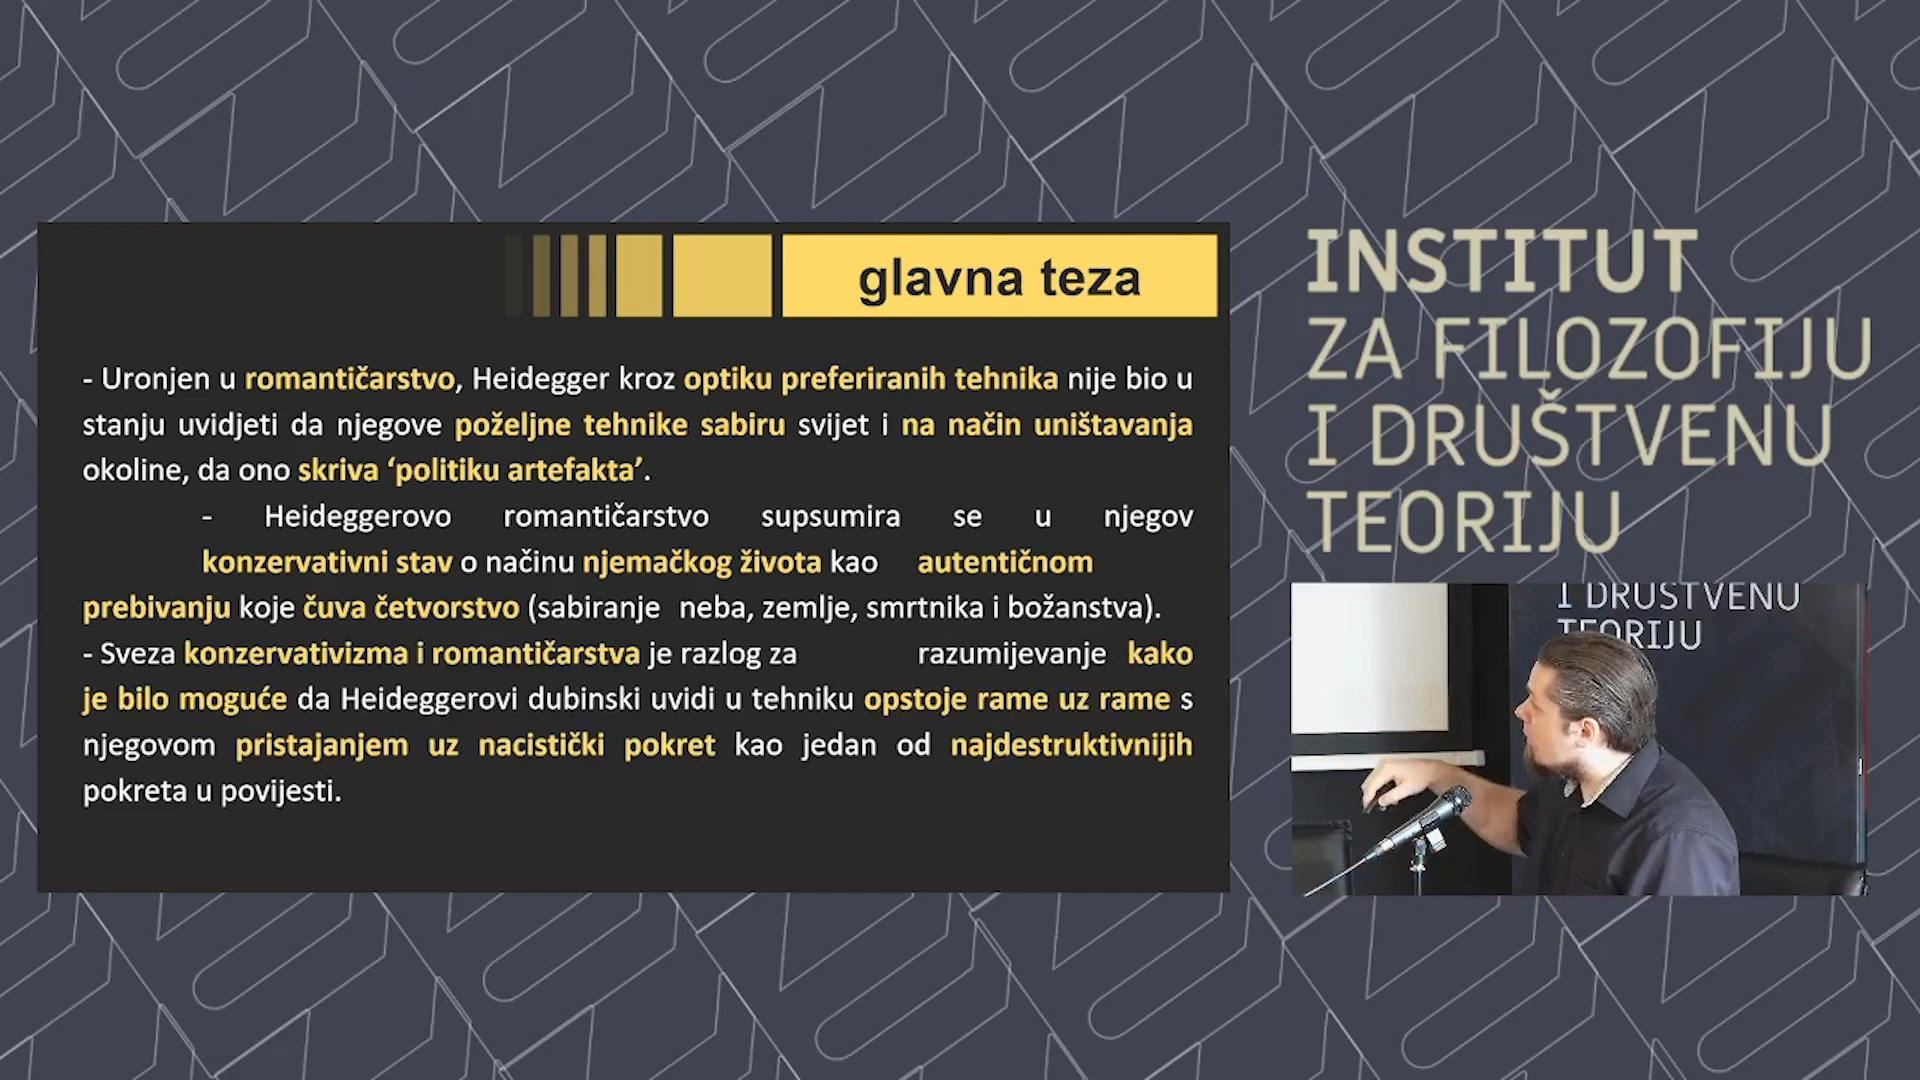 glavna teza
- Uronjen u romantičarstvo, Heidegger kroz optiku preferiranih tehnika nije bio u
stanju uvidjeti da njegove poželjne tehnike sabiru svijet i na način uništavanja
okoline, da ono skriva ‘politiku artefakta’.
- Heideggerovo romantičarstvo supsumira se u njegov
konzervativni stav o načinu njemačkog života kao autentičnom
prebivanju koje čuva četvorstvo (sabiranje neba, zemlje, smrtnika i božanstva).
- Sveza konzervativizma i romantičarstva je razlog za razumijevanje kako
je bilo moguće da Heideggerovi dubinski uvidi u tehniku opstoje rame uz rame s
njegovom pristajanjem uz nacistički pokret kao jedan od najdestruktivnijih
pokreta u povijesti.
INSTITUT
ZA FILOZOFIJU
I DRUŠTVENU
TEORIJU
I DRUŠTVENU
TEORIJU